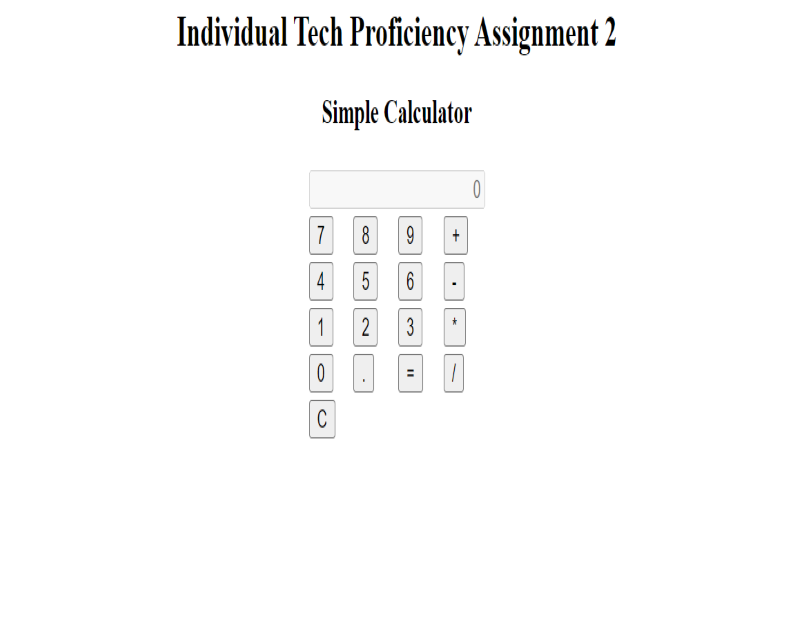 Individual Tech Proficiency Assignment 2
Simple Calculator
0
7 8 9 +
4 5 6 -
1 2 3 *
0 . = /
C